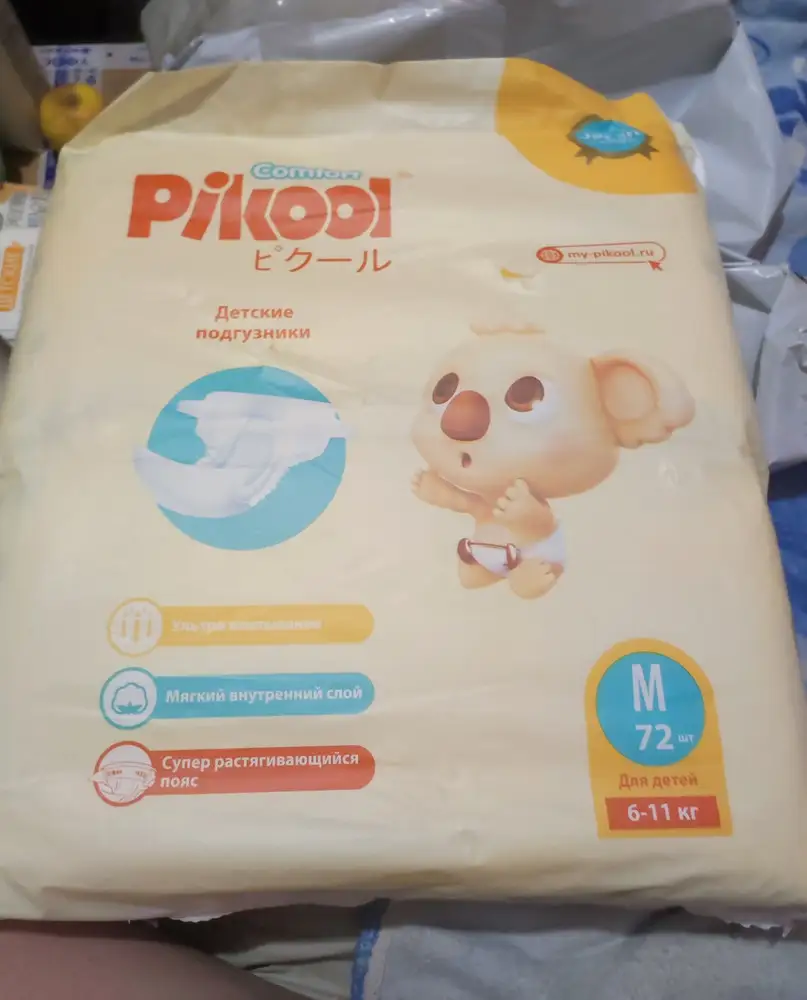 Comfort
Pikool
ピクール
my-pikool.ru
Детские
подгузники
Ультра
Мягкий внутренний слой
Супер растягивающийся
пояс
M
72 шт
Для детей
6-11 кг